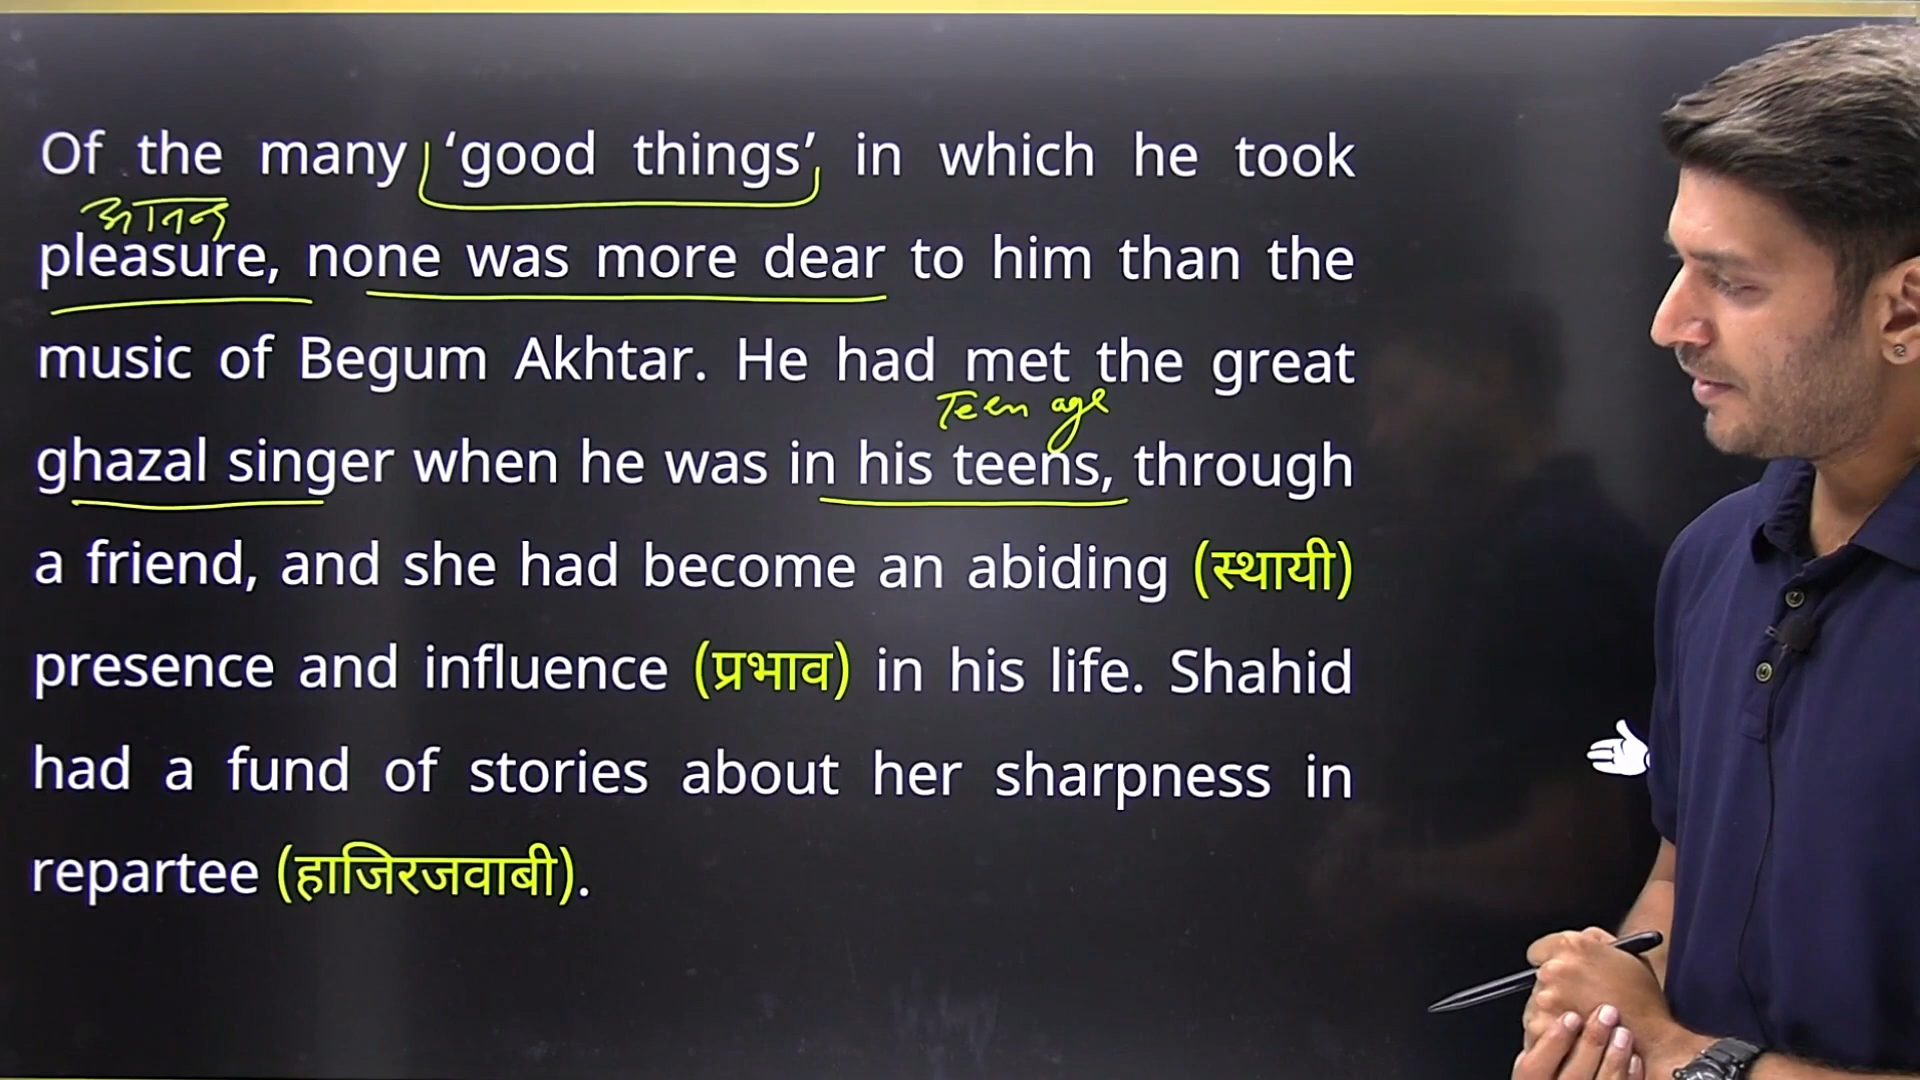 Of the many ‘good things’ in which he took
आनन्द
pleasure, none was more dear to him than the
music of Begum Akhtar. He had met the great
Teen age
ghazal singer when he was in his teens, through
a friend, and she had become an abiding (स्थायी)
presence and influence (प्रभाव) in his life. Shahid
had a fund of stories about her sharpness in
repartee (हाजिरजवाबी).